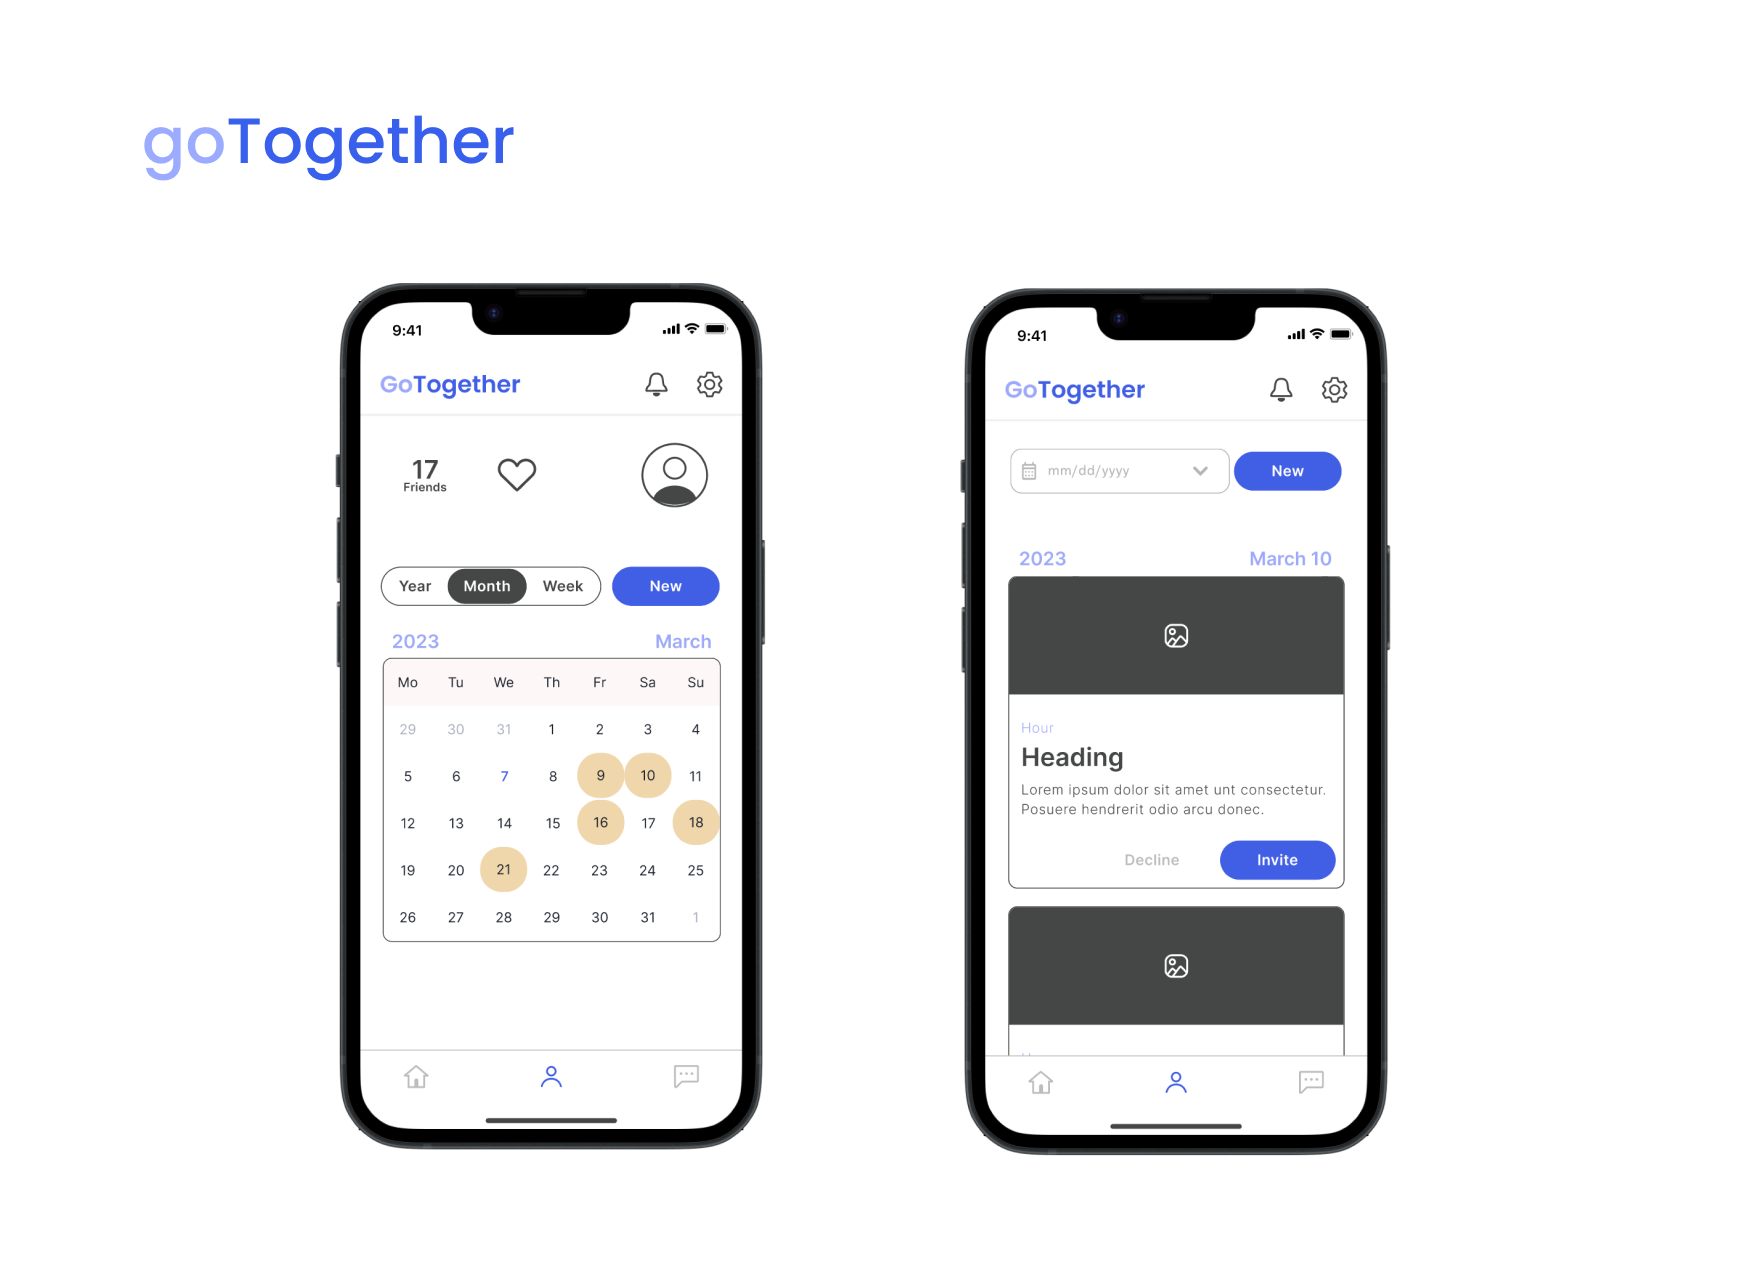 goTogether
9:41
GoTogether
17
Friends
Year Month Week New
2023 March
Mo Tu We Th Fr Sa Su
29 30 31 1 2 3 4
5 6 7 8 9 10 11
12 13 14 15 16 17 18
19 20 21 22 23 24 25
26 27 28 29 30 31 1
9:41
GoTogether
mm/dd/yyyy New
2023 March 10
Hour
Heading
Lorem ipsum dolor sit amet unt consectetur.
Posuere hendrerit odio arcu donec.
Decline Invite